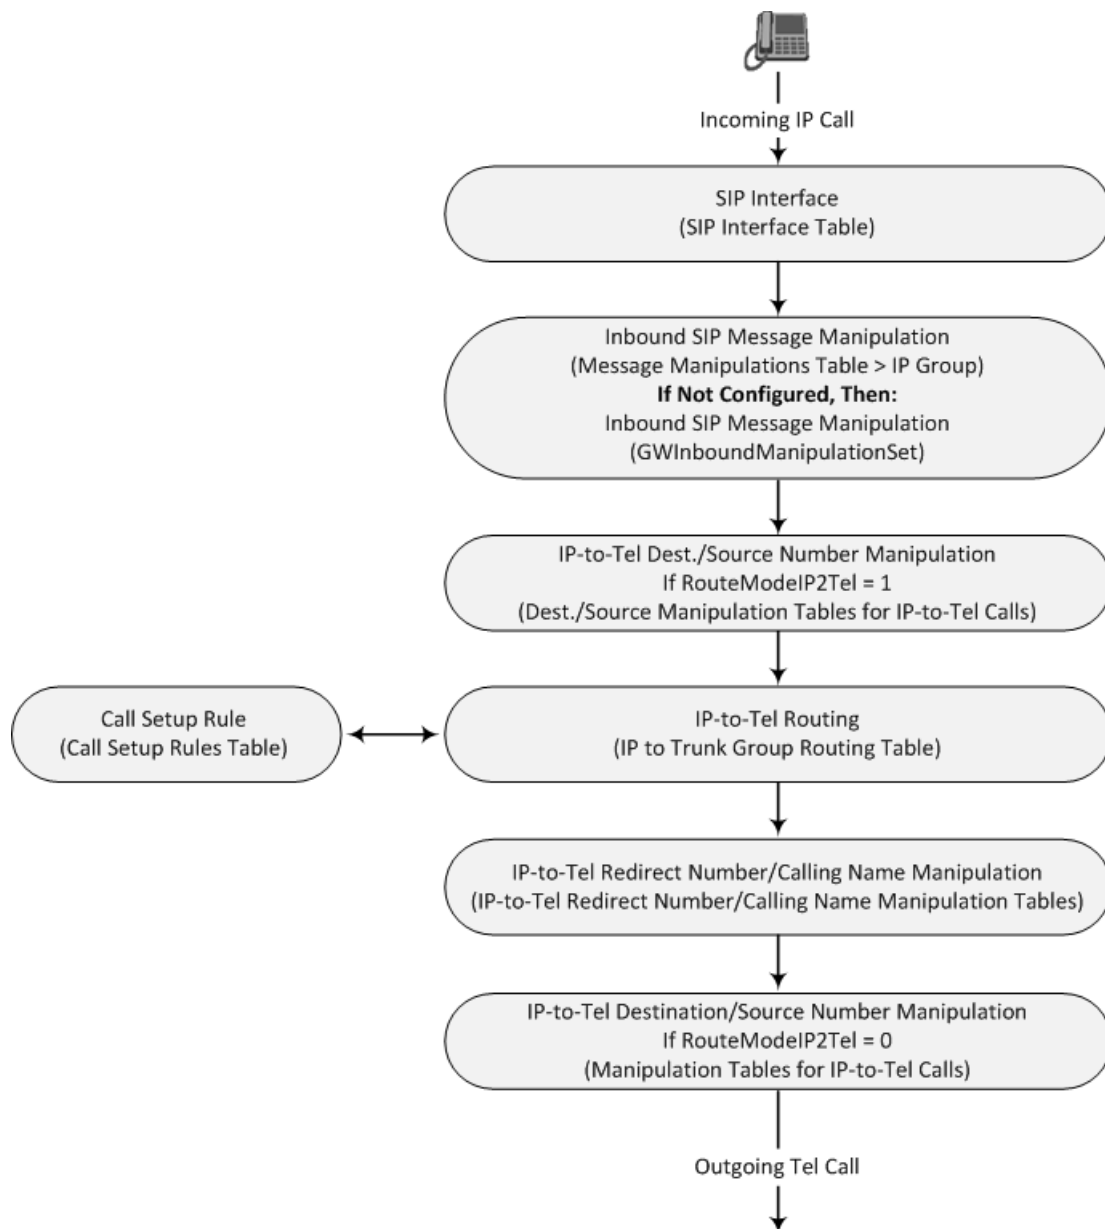 Incoming IP Call
SIP Interface
(SIP Interface Table)
Inbound SIP Message Manipulation
(Message Manipulations Table > IP Group)
If Not Configured, Then:
Inbound SIP Message Manipulation
(GWInboundManipulationSet)
IP-to-Tel Dest./Source Number Manipulation
If RouteModeIP2Tel = 1
(Dest./Source Manipulation Tables for IP-to-Tel Calls)
Call Setup Rule
(Call Setup Rules Table)
IP-to-Tel Routing
(IP to Trunk Group Routing Table)
IP-to-Tel Redirect Number/Calling Name Manipulation
(IP-to-Tel Redirect Number/Calling Name Manipulation Tables)
IP-to-Tel Destination/Source Number Manipulation
If RouteModeIP2Tel = 0
(Manipulation Tables for IP-to-Tel Calls)
Outgoing Tel Call